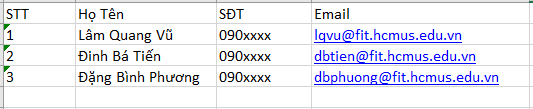 STT Họ Tên SĐT Email
1 Lâm Quang Vũ 090xxxx lqvu@fit.hcmus.edu.vn
2 Đinh Bá Tiến 090xxxx dbtien@fit.hcmus.edu.vn
3 Đặng Bình Phương 090xxxx dbphuong@fit.hcmus.edu.vn